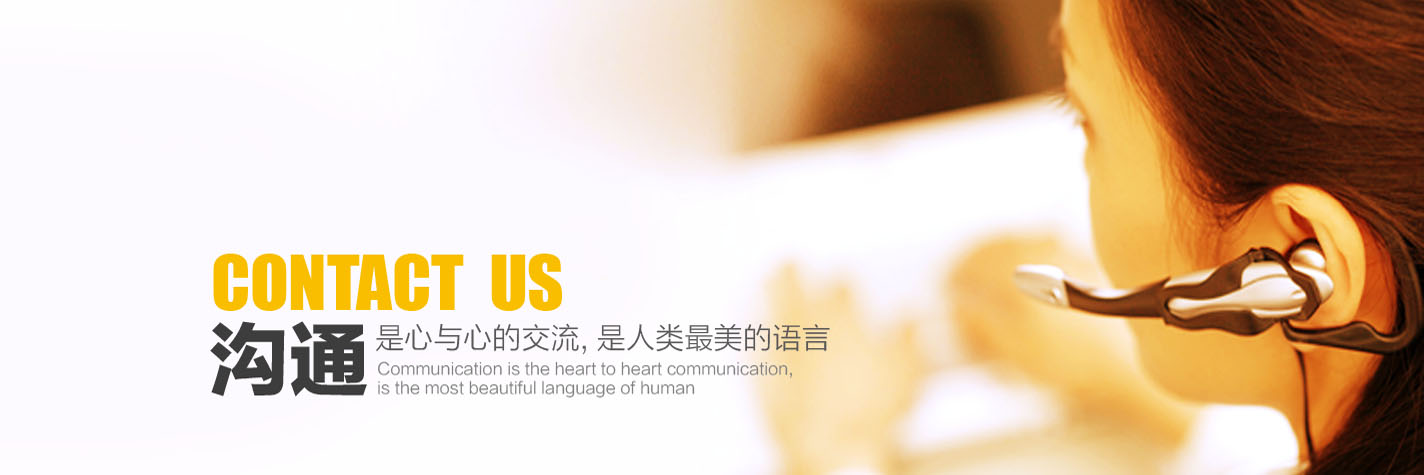 CONTACT US
沟通是心与心的交流, 是人类最美的语言
Communication is the heart to heart communication,
is the most beautiful language of human